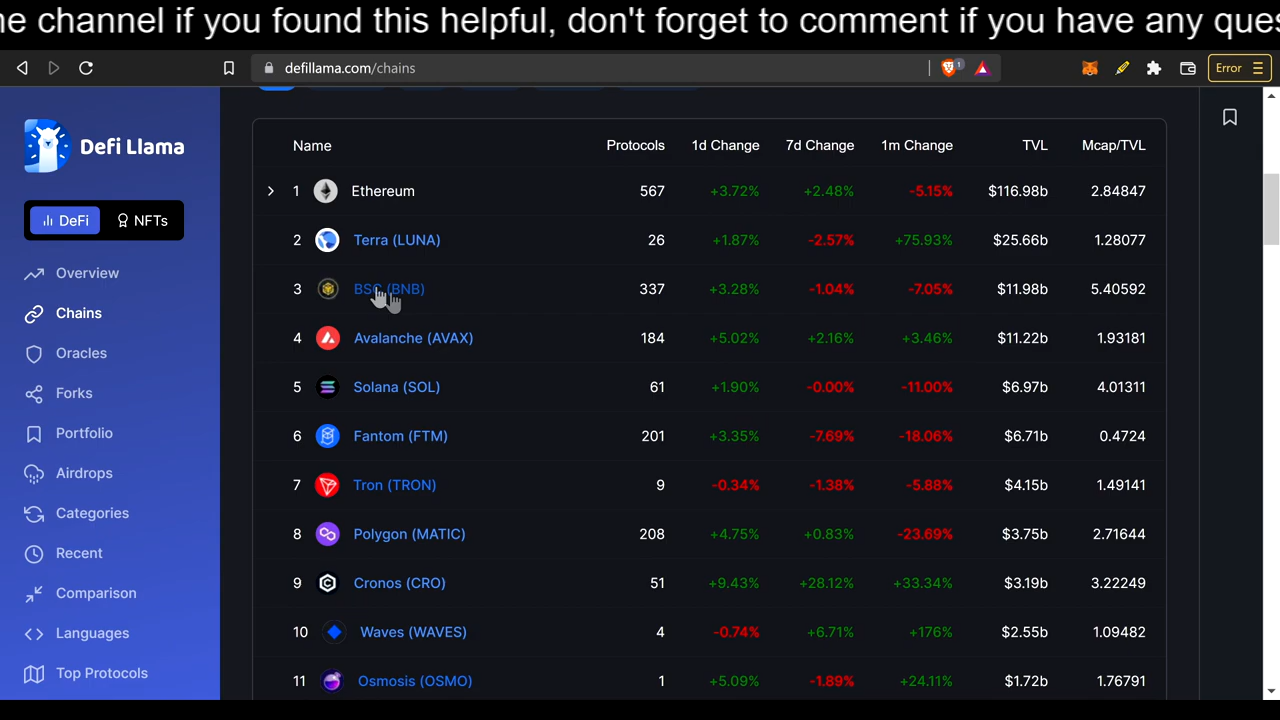 he channel if you found this helpful, don't forget to comment if you have any ques
defillama.com/chains
1
Error
Defi Llama
DeFi NFTs
Overview
Chains
Oracles
Forks
Portfolio
Airdrops
Categories
Recent
Comparison
Languages
Top Protocols
Name Protocols 1d Change 7d Change 1m Change TVL Mcap/TVL
1 Ethereum 567 +3.72% +2.48% -5.15% $116.98b 2.84847
2 Terra (LUNA) 26 +1.87% -2.57% +75.93% $25.66b 1.28077
3 BSC (BNB) 337 +3.28% -1.04% -7.05% $11.98b 5.40592
4 Avalanche (AVAX) 184 +5.02% +2.16% +3.46% $11.22b 1.93181
5 Solana (SOL) 61 +1.90% -0.00% -11.00% $6.97b 4.01311
6 Fantom (FTM) 201 +3.35% -7.69% -18.06% $6.71b 0.4724
7 Tron (TRON) 9 -0.34% -1.38% -5.88% $4.15b 1.49141
8 Polygon (MATIC) 208 +4.75% +0.83% -23.69% $3.75b 2.71644
9 Cronos (CRO) 51 +9.43% +28.12% +33.34% $3.19b 3.22249
10 Waves (WAVES) 4 -0.74% +6.71% +176% $2.55b 1.09482
11 Osmosis (OSMO) 1 +5.09% -1.89% +24.11% $1.72b 1.76791